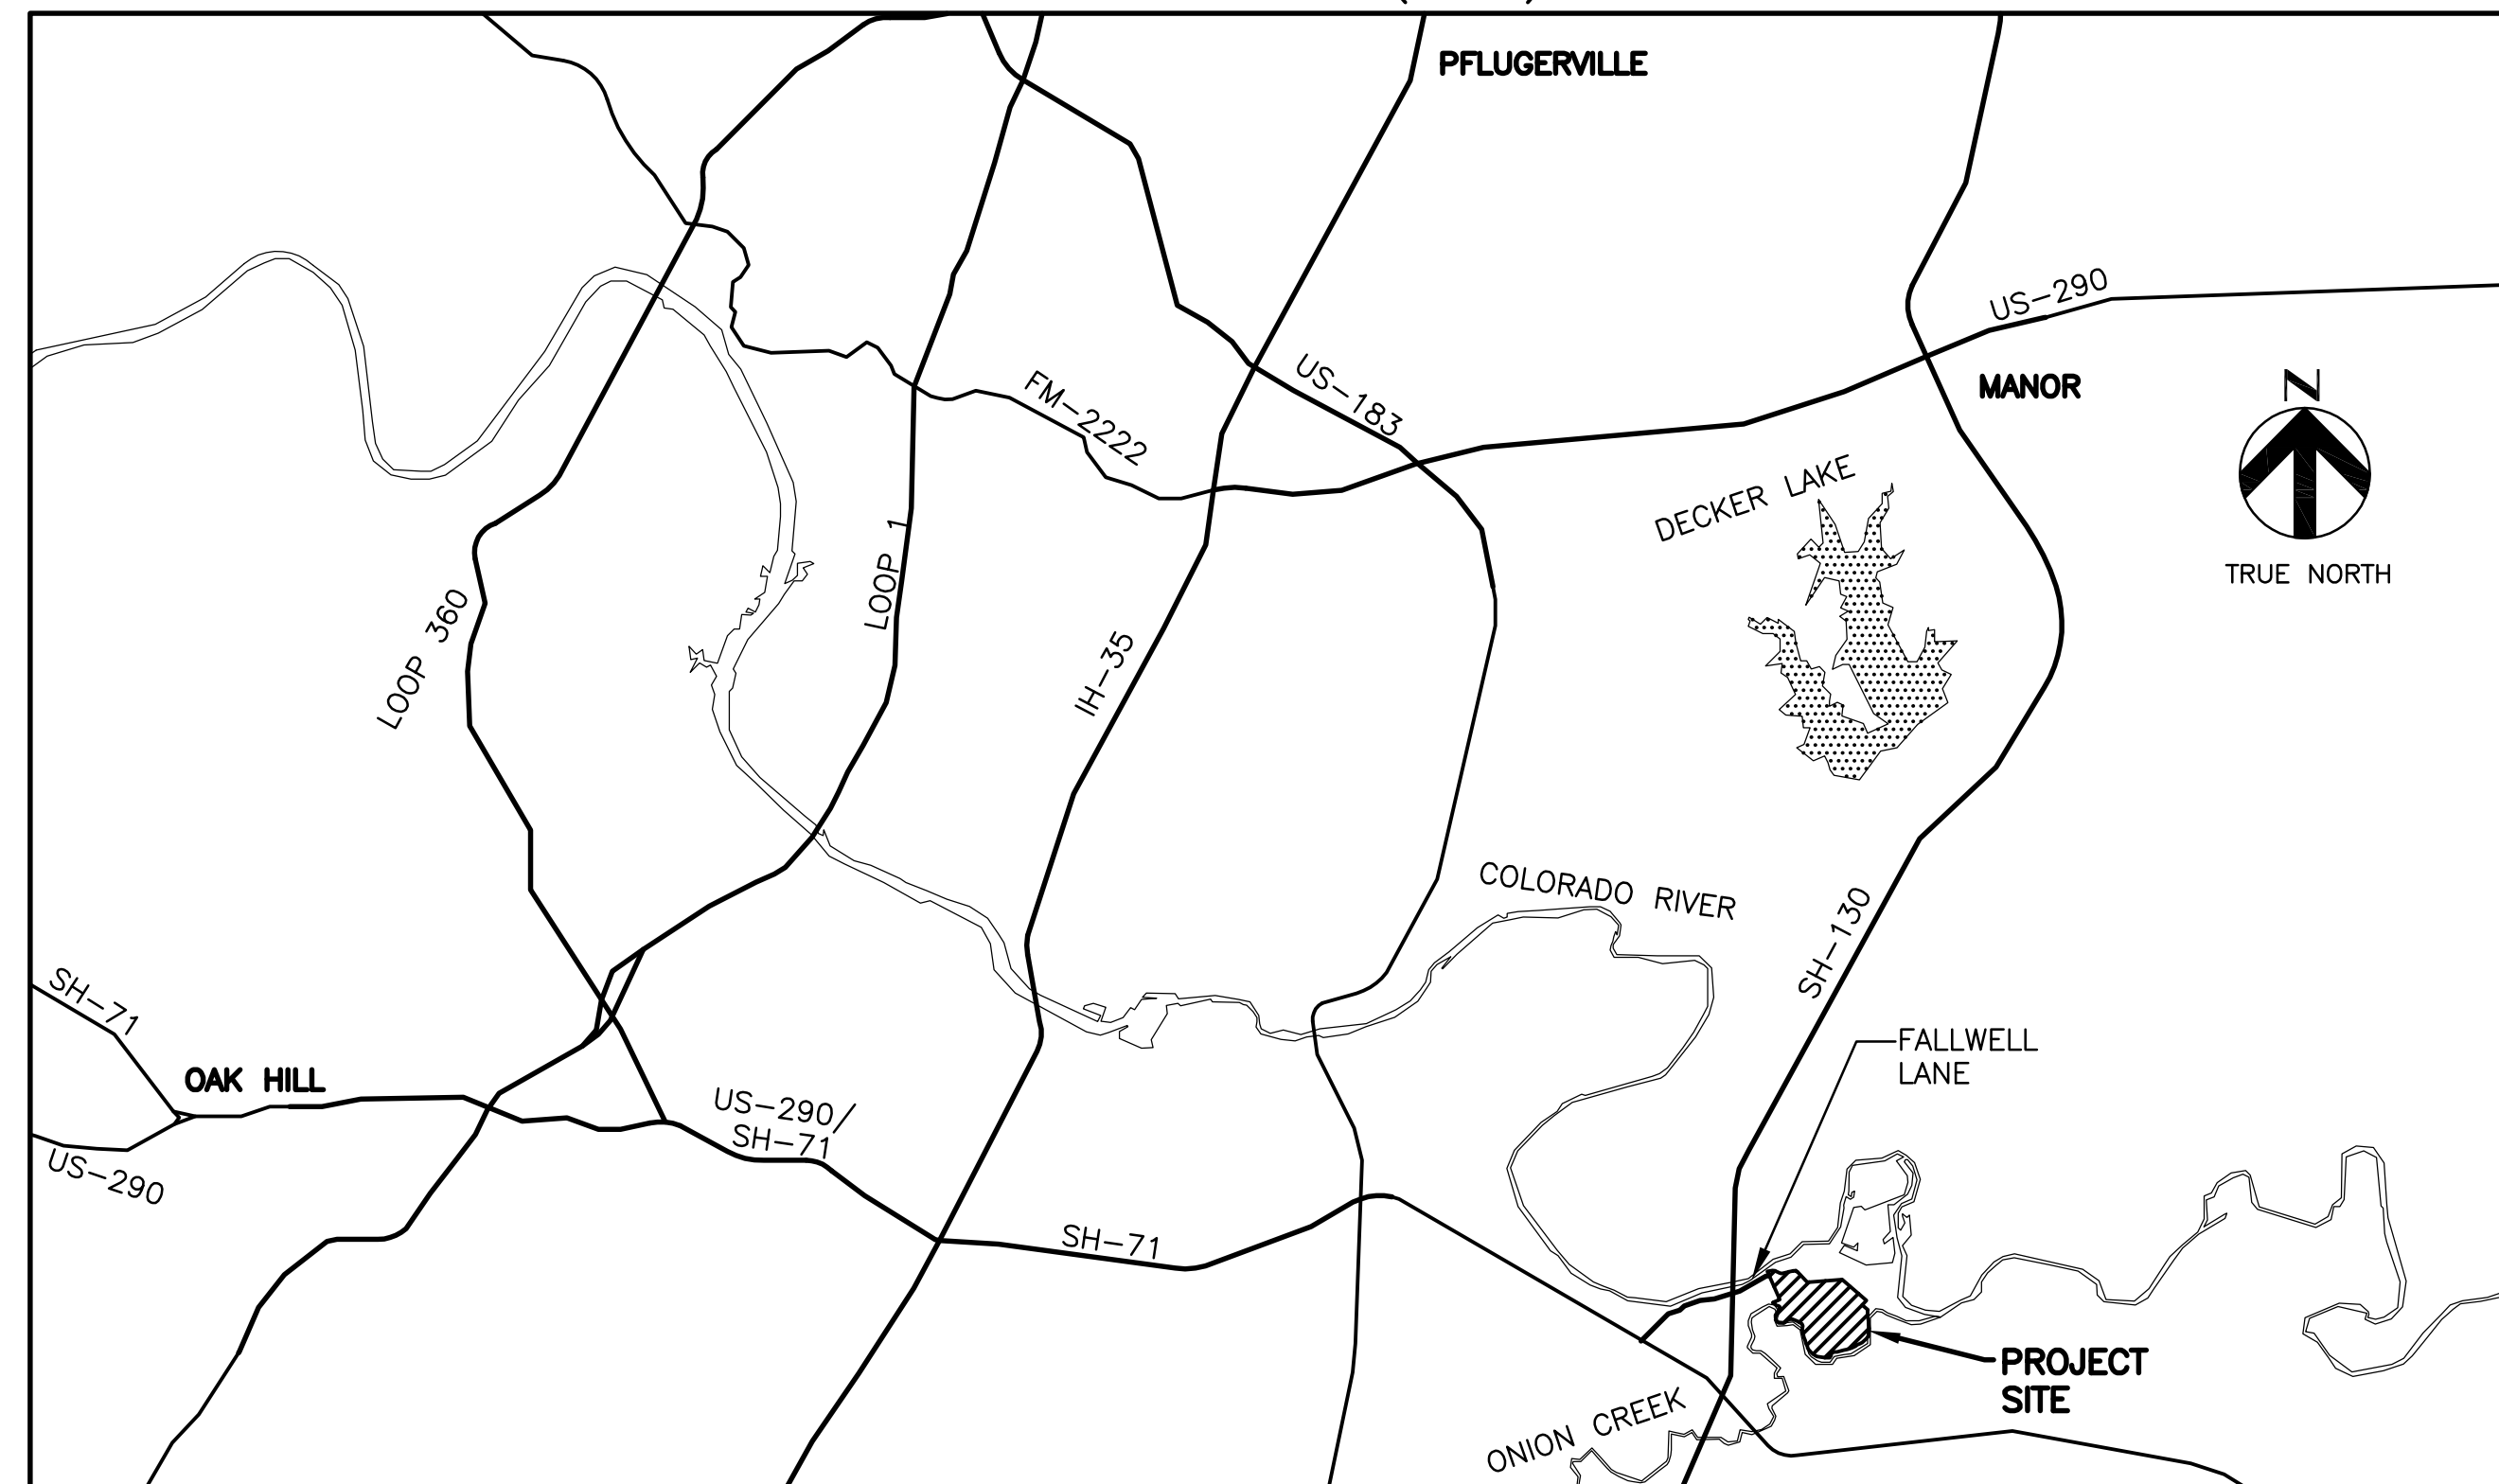 PFLUGERVILLE
US-290
US-183
FM-2222
MANOR
N
DECKER LAKE
TRUE NORTH
LOOP 1
LOOP 360
IH-35
COLORADO RIVER
SH-130
SH-71
FALLWELL
LANE
OAK HILL
US-290/
SH-71
US-290
SH-71
PROJECT
SITE
ONION CREEK